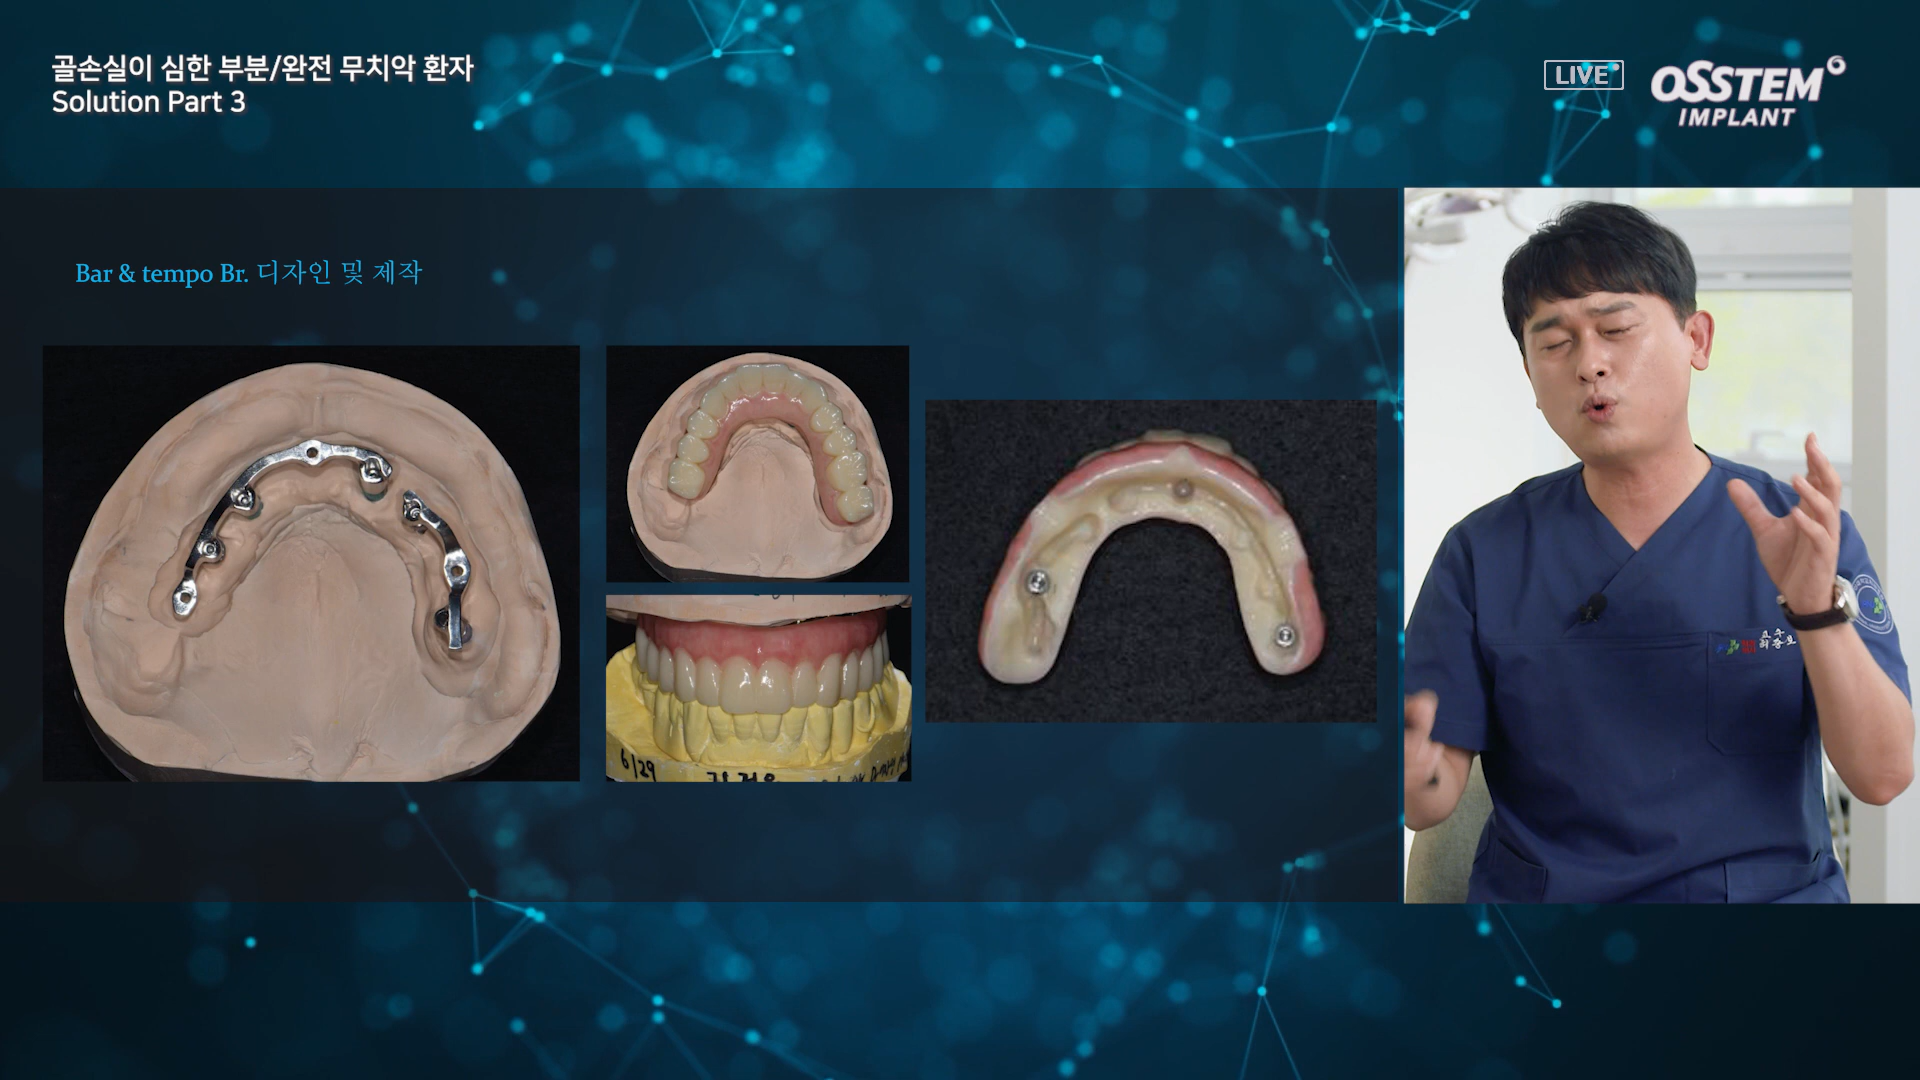 골손실이 심한 부분/완전 무치악 환자
Solution Part 3
LIVE
OSSTEM
IMPLANT
Bar & tempo Br. 디자인 및 제작
6/29